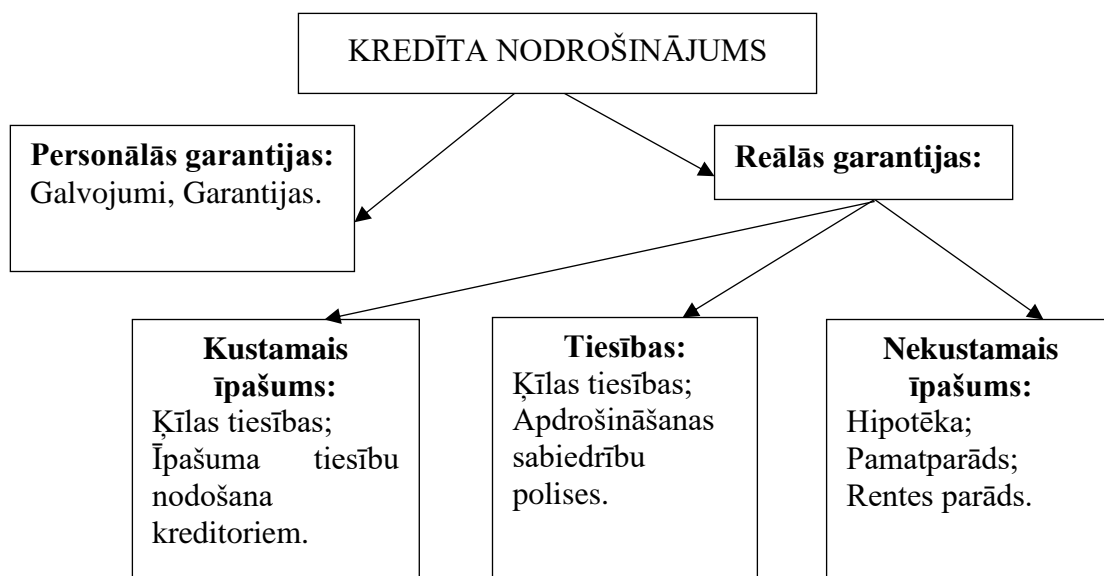 KREDĪTA NODROŠINĀJUMS
Personālās garantijas:
Galvojumi, Garantijas.
Reālās garantijas:
Kustamais
īpašums:
Ķīlas tiesības;
Īpašuma tiesību
nodošana
kreditoriem.
Tiesības:
Ķīlas tiesības;
Apdrošināšanas
sabiedrību
polises.
Nekustamais
īpašums:
Hipotēka;
Pamatparāds;
Rentes parāds.